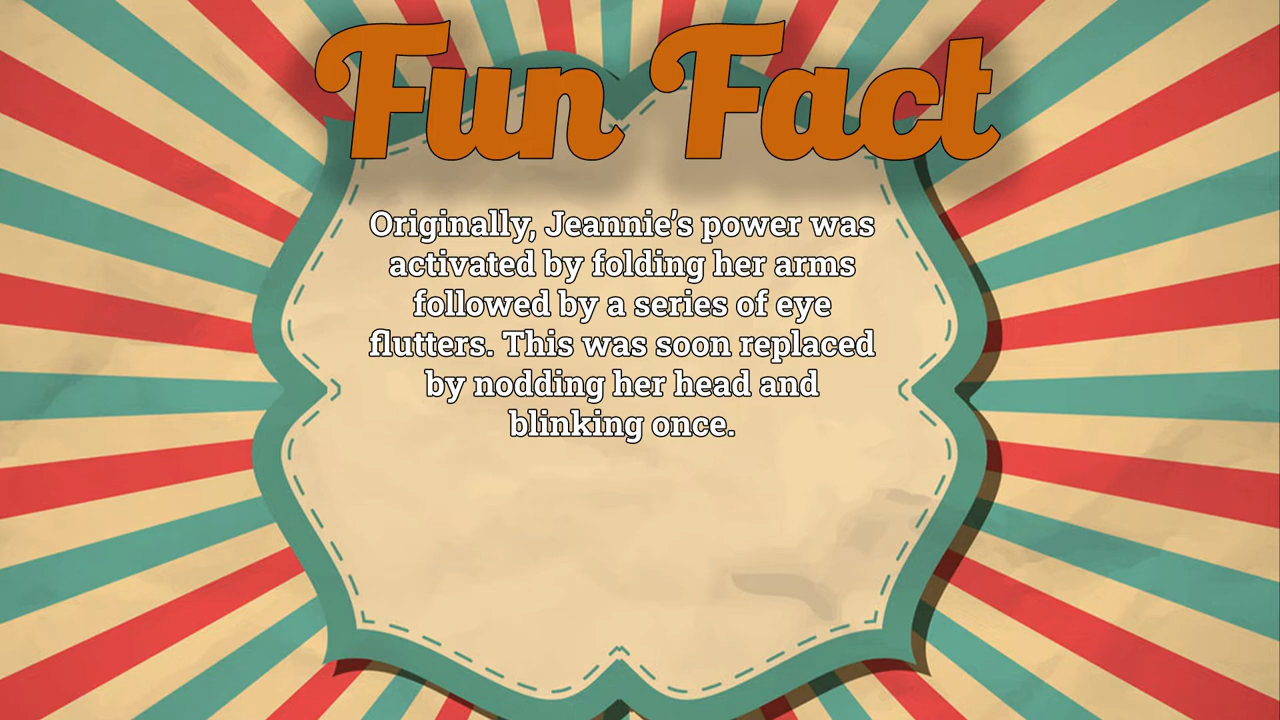 Fun Fact
Originally, Jeannie's power was
activated by folding her arms
followed by a series of eye
flutters. This was soon replaced
by nodding her head and
blinking once.